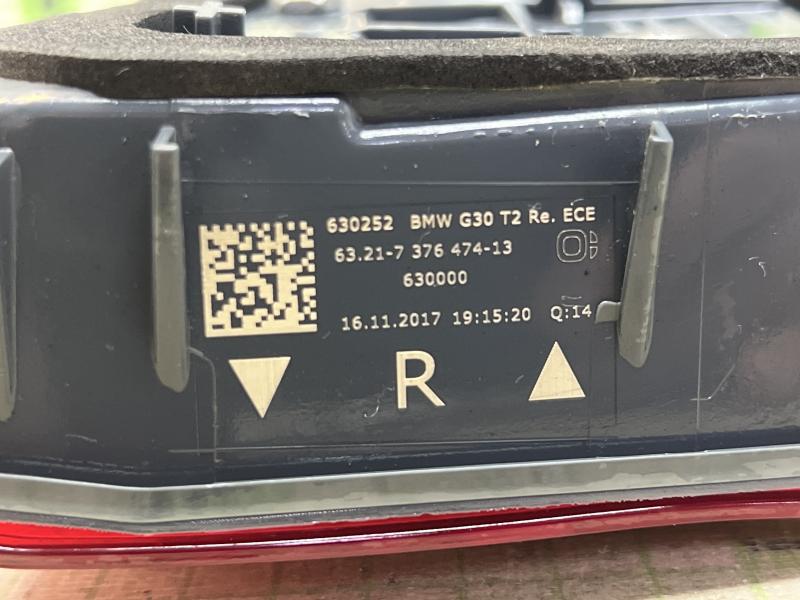 630252 BMW G30 T2 Re. ECE
63.21-7 376 474-13
630000
16.11.2017 19:15:20 Q:14
R